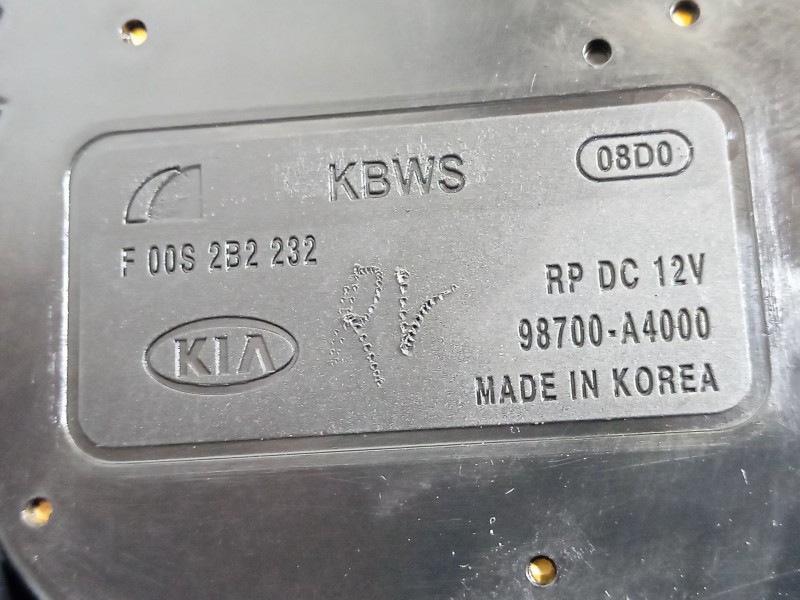 KBWS
08D0
F 00S 2B2 232
RP DC 12V
KIA
98700-A4000
MADE IN KOREA